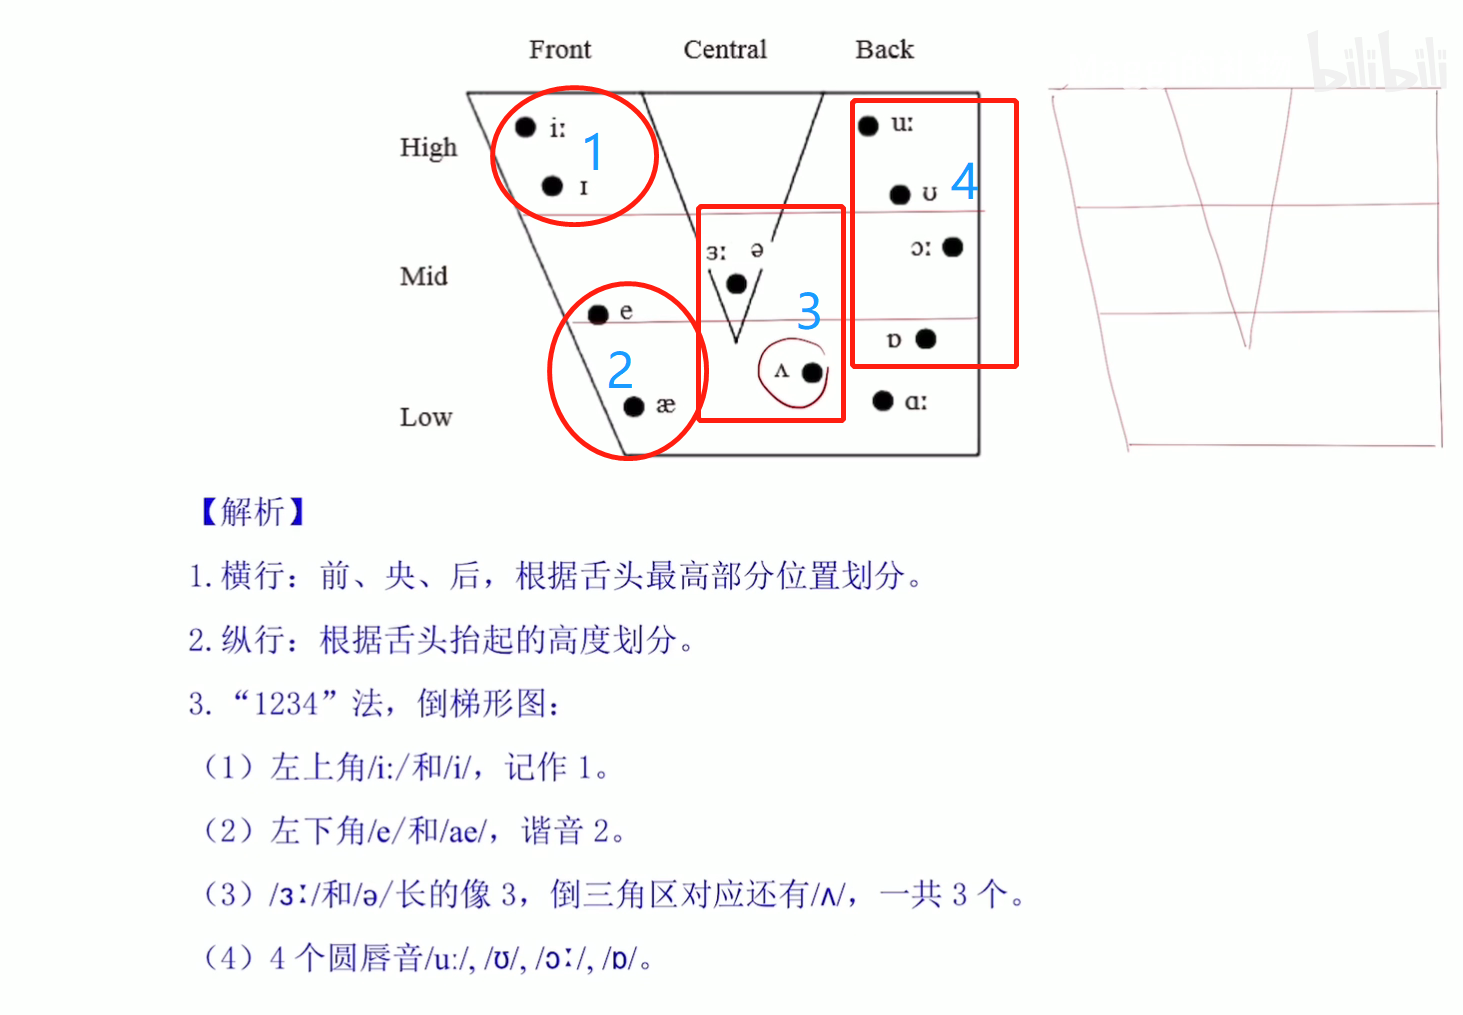 bilibili
Front Central Back
High
iː 1
ɪ
uː
ʊ 4
Mid
ɜː ə
ɔː
e
3
ɒ
2
ʌ
Low
æ
ɑː
【解析】
1.横行：前、央、后，根据舌头最高部分位置划分。
2.纵行：根据舌头抬起的高度划分。
3.“1234”法，倒梯形图：
（1）左上角/i:/和/i/，记作 1。
（2）左下角/e/和/ae/，谐音 2。
（3）/ɜː/和/ə/长的像 3，倒三角区对应还有/ʌ/，一共 3 个。
（4）4 个圆唇音/u:/, /ʊ/, /ɔː/, /ɒ/。